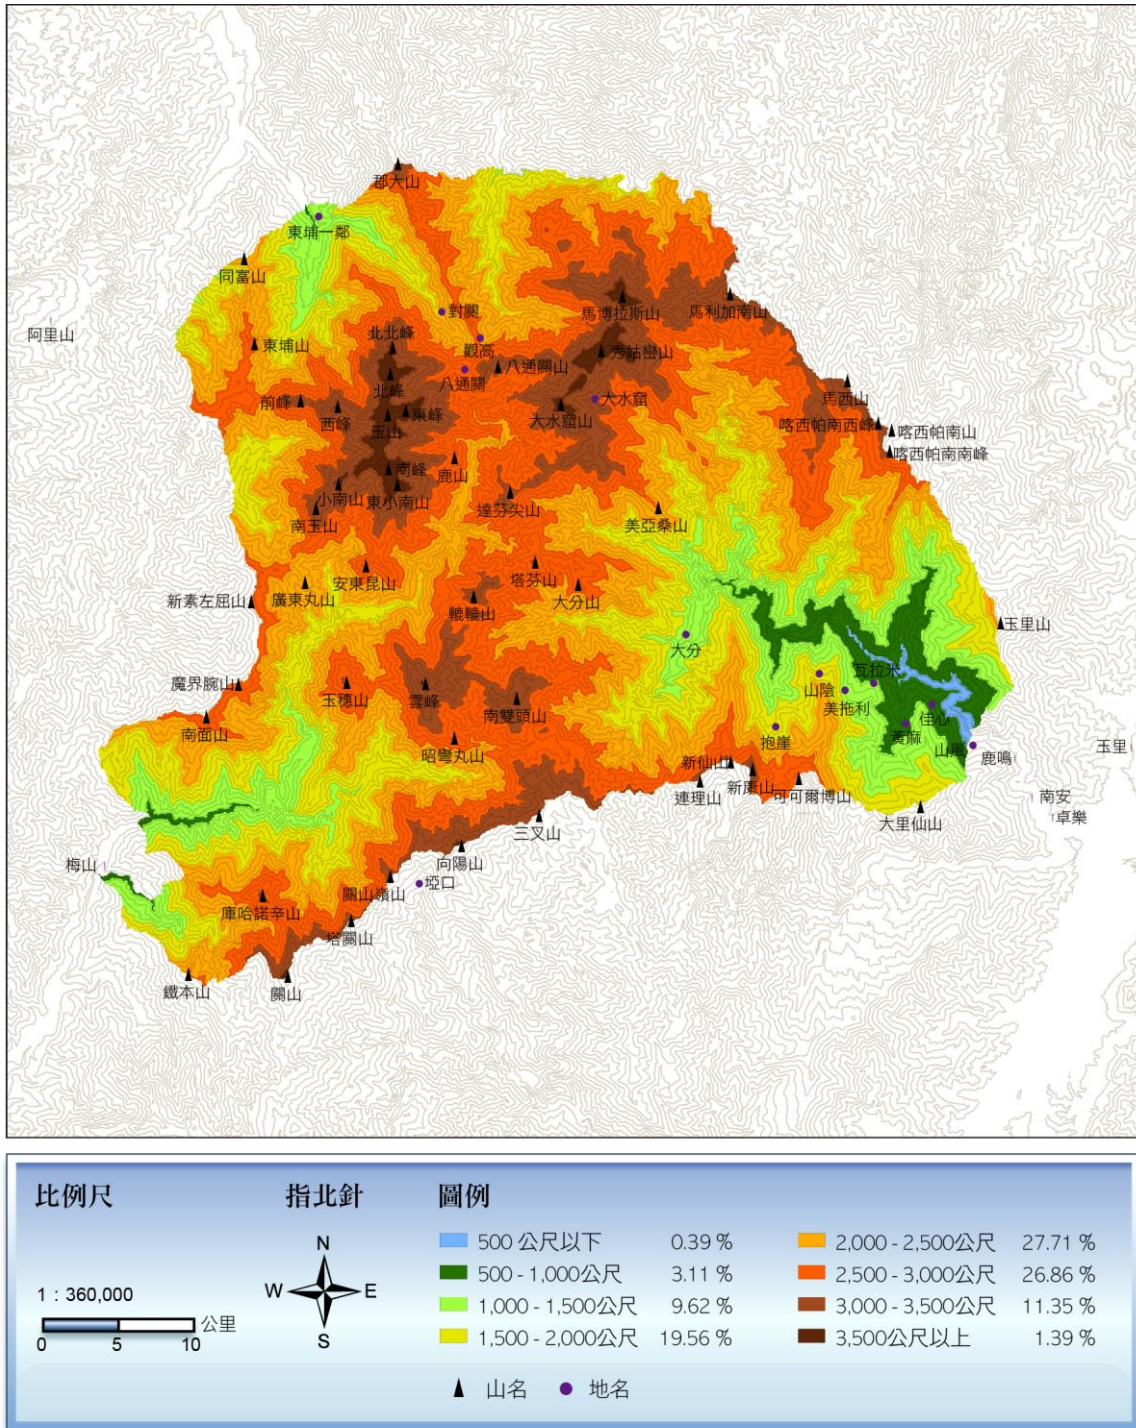 郡大山
東埔一鄰
同富山
對關
馬博拉斯山
馬利加南山
阿里山
東埔山
北北峰
觀高
秀姑巒山
八通關
八通關山
北峰
馬西山
前峰
西峰
東峰
玉山
大水窟
大水窟山
喀西帕南西峰
喀西帕南山
喀西帕南南峰
南峰
鹿山
小南山
東小南山
南玉山
達芬尖山
美亞桑山
安東昆山
塔芬山
廣東丸山
大分山
新素左屈山
轆轆山
玉里山
大分
魔界腕山
玉穗山
雲峰
山陰
瓦拉米
美拖利
南雙頭山
佳心
南面山
昭彎丸山
抱崖
黃麻
山風
鹿鳴
玉里
新仙山
新康山
連理山
可可爾博山
南安
大里仙山
卓樂
三叉山
向陽山
梅山
關山嶺山
埡口
庫哈諾辛山
塔關山
鐵本山
關山
比例尺
指北針
圖例
1：360,000
公里
0 5 10
N
W E
S
500 公尺以下 0.39 %
500 - 1,000公尺 3.11 %
1,000 - 1,500公尺 9.62 %
1,500 - 2,000公尺 19.56 %
2,000 - 2,500公尺 27.71 %
2,500 - 3,000公尺 26.86 %
3,000 - 3,500公尺 11.35 %
3,500公尺以上 1.39 %
山名
地名